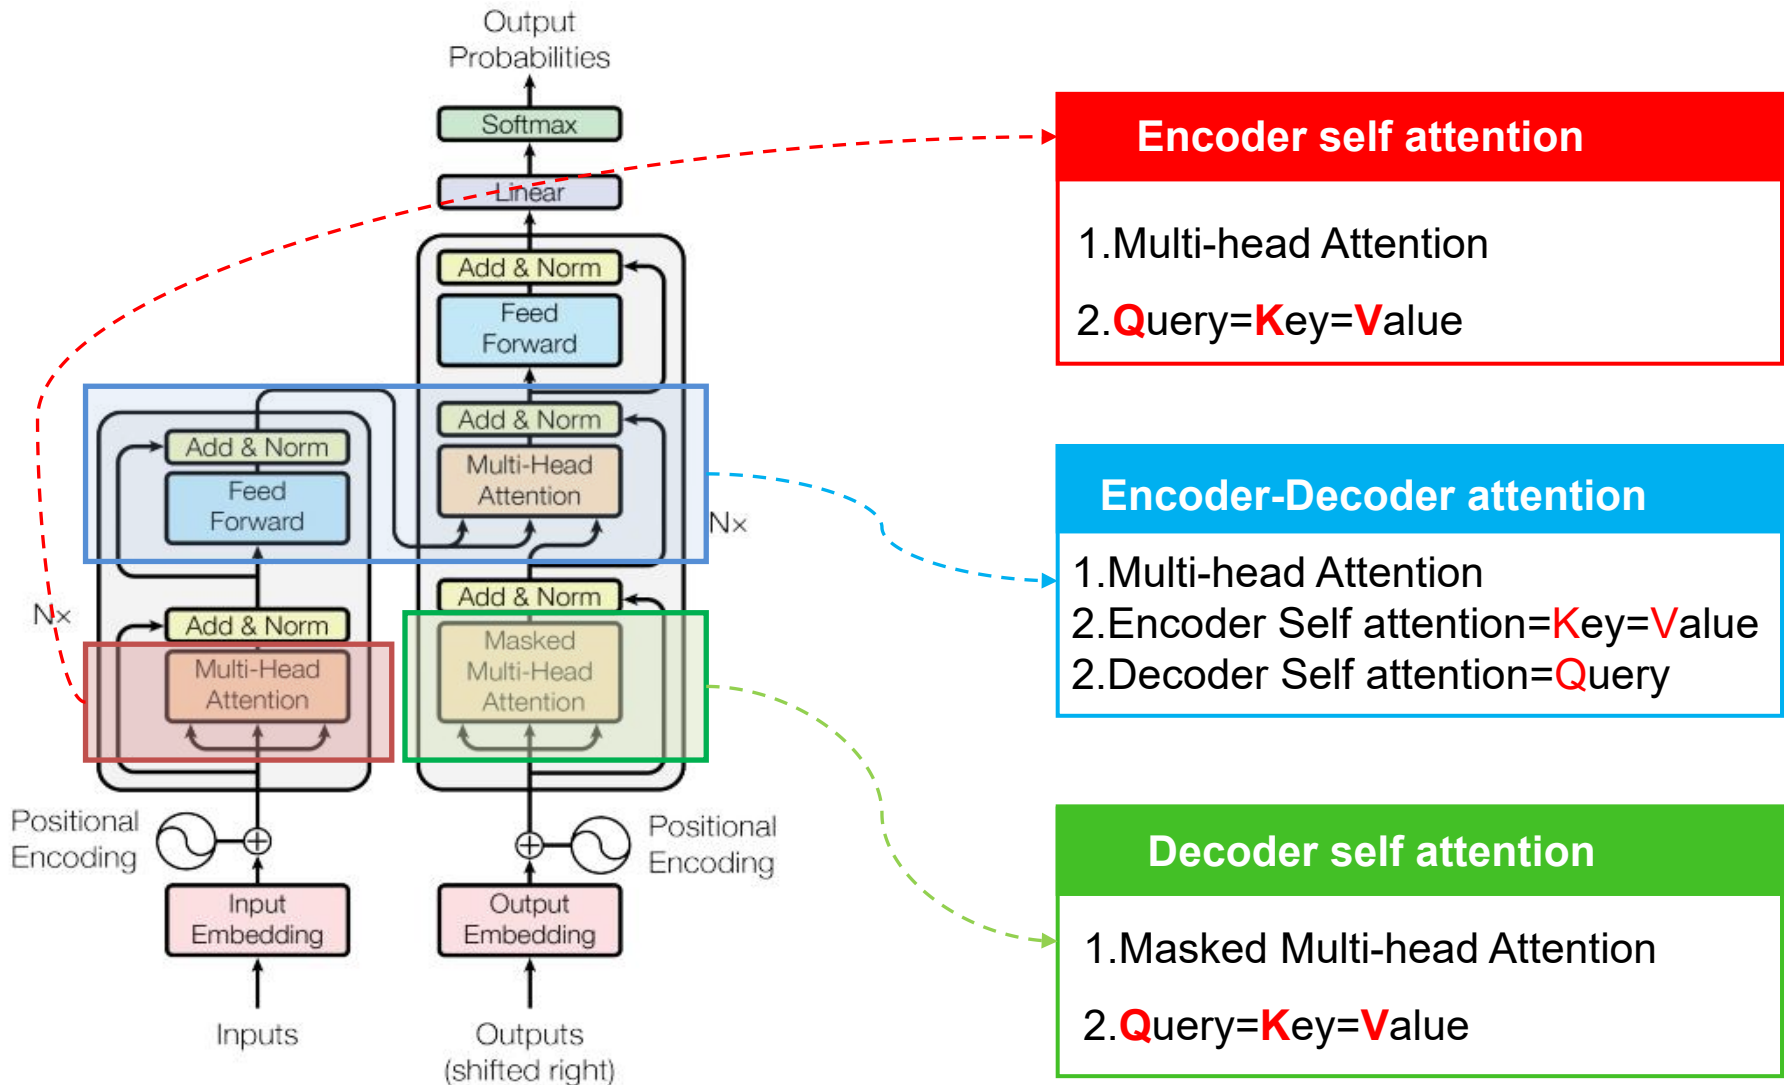 Output
Probabilities
Softmax
Linear
Add & Norm
Feed
Forward
Add & Norm
Multi-Head
Attention
Nx
Add & Norm
Masked
Multi-Head
Attention
Add & Norm
Feed
Forward
Nx
Add & Norm
Multi-Head
Attention
Positional
Encoding
Positional
Encoding
Input
Embedding
Output
Embedding
Inputs
Outputs
(shifted right)
Encoder self attention
1.Multi-head Attention
2.Query=Key=Value
Encoder-Decoder attention
1.Multi-head Attention
2.Encoder Self attention=Key=Value
2.Decoder Self attention=Query
Decoder self attention
1.Masked Multi-head Attention
2.Query=Key=Value